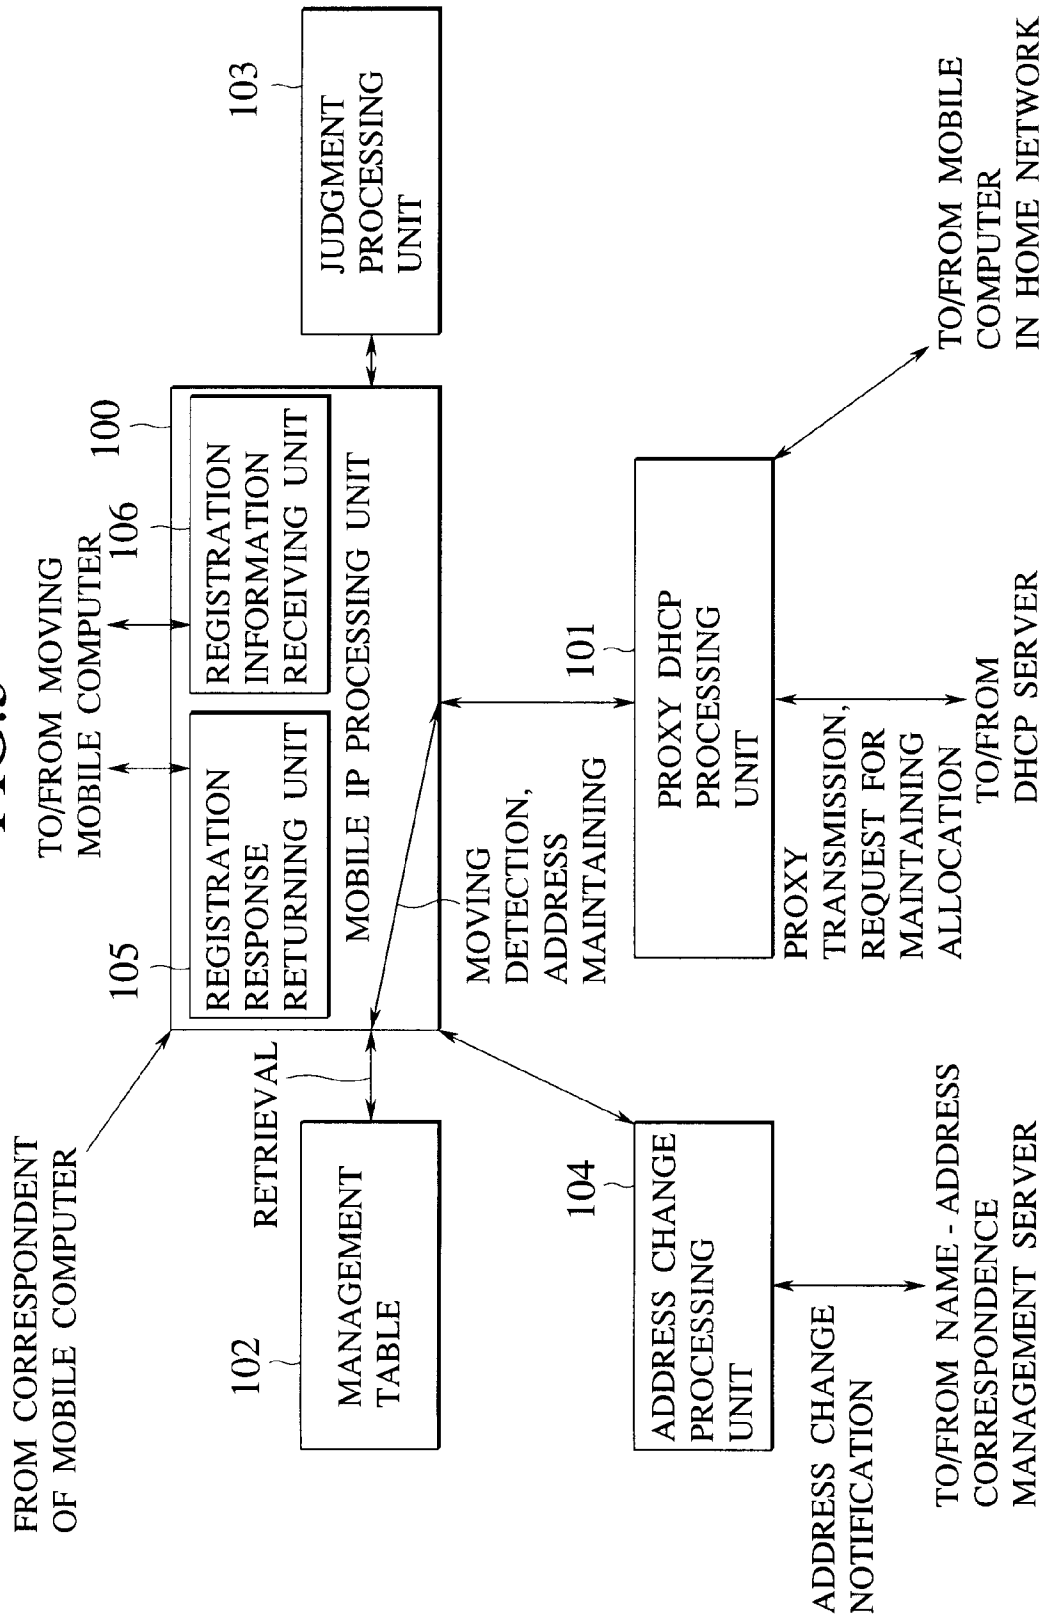 FROM CORRESPONDENT
OF MOBILE COMPUTER
TO/FROM MOVING
MOBILE COMPUTER
105
106
100
REGISTRATION
RESPONSE
RETURNING UNIT
REGISTRATION
INFORMATION
RECEIVING UNIT
MOBILE IP PROCESSING UNIT
102
MANAGEMENT
TABLE
RETRIEVAL
103
JUDGMENT
PROCESSING
UNIT
MOVING
DETECTION,
ADDRESS
MAINTAINING
104
ADDRESS CHANGE
PROCESSING
UNIT
101
PROXY DHCP
PROCESSING
UNIT
ADDRESS CHANGE
NOTIFICATION
PROXY
TRANSMISSION,
REQUEST FOR
MAINTAINING
ALLOCATION
TO/FROM NAME - ADDRESS
CORRESPONDENCE
MANAGEMENT SERVER
TO/FROM
DHCP SERVER
TO/FROM MOBILE
COMPUTER
IN HOME NETWORK